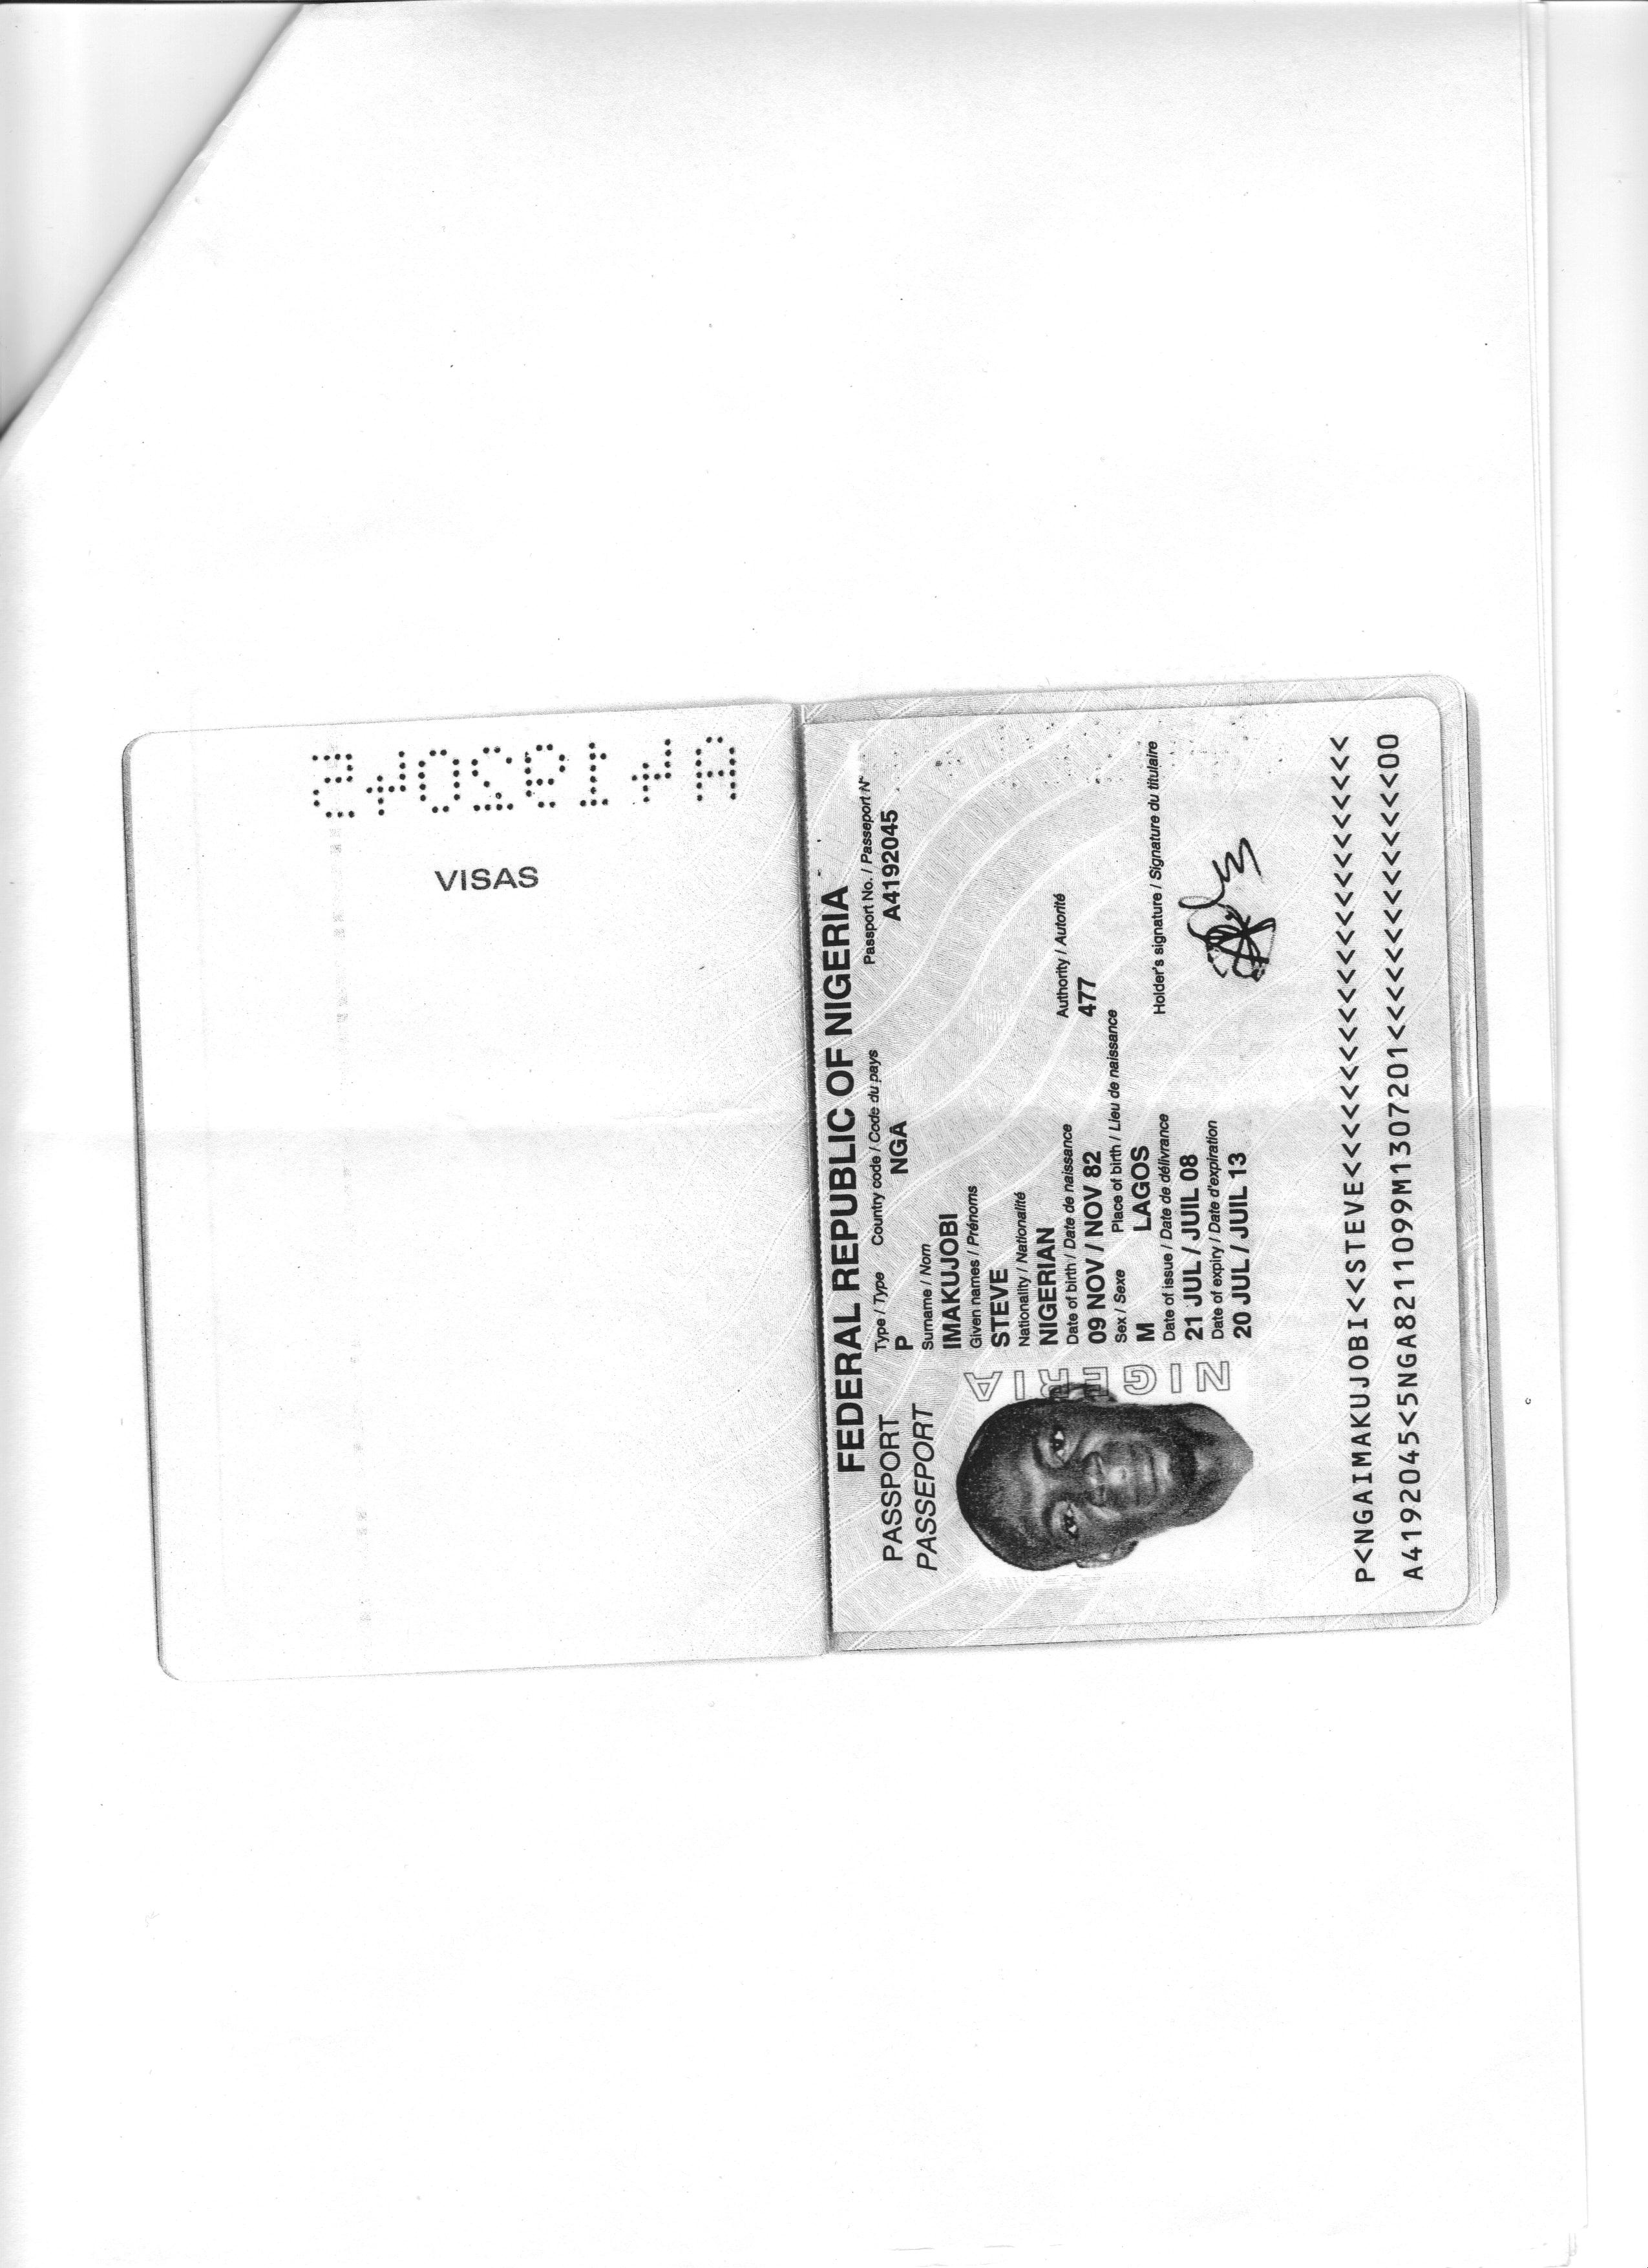 A4192045
VISAS
FEDERAL REPUBLIC OF NIGERIA
PASSPORT
PASSEPORT
Type / Type Country code / Code du pays Passport No. / Passeport N°
P NGA A4192045
Surname / Nom
IMAKUJOBI
Given names / Prénoms
STEVE
Nationality / Nationalité
NIGERIAN
Date of birth / Date de naissance Authority / Autorité
09 NOV / NOV 82 477
Sex / Sexe Place of birth / Lieu de naissance
M LAGOS
Date of issue / Date de délivrance Holder's signature / Signature du titulaire
21 JUL / JUIL 08
Date of expiry / Date d'expiration
20 JUL / JUIL 13
NIGERIA
P<NGAIMAKUJOBI<<STEVE<<<<<<<<<<<<<<<<<<<<<<<
A4192045<5NGA8211099M1307201<<<<<<<<<<<<<<00